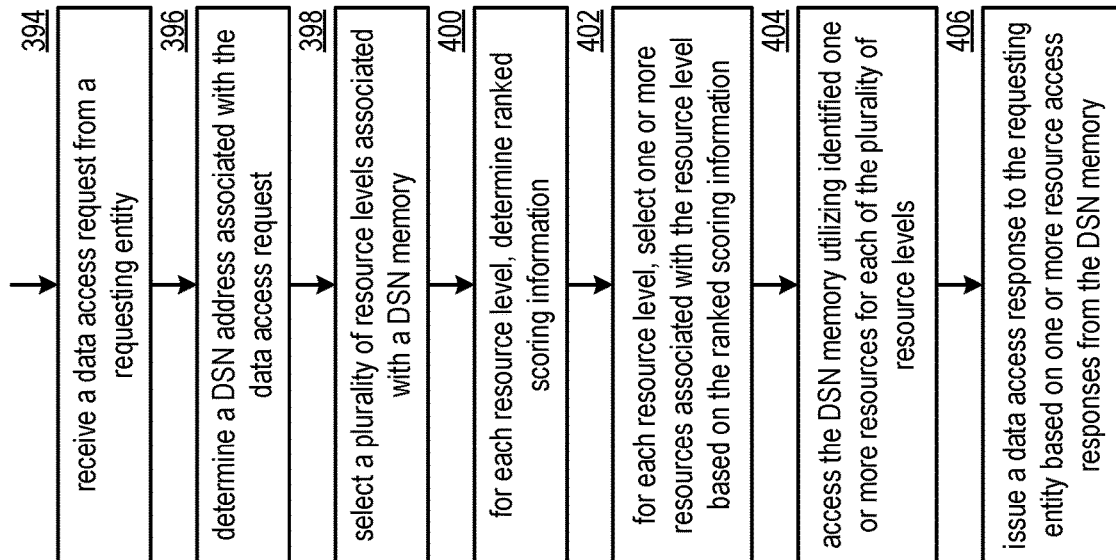 394
receive a data access request from a
requesting entity
396
determine a DSN address associated with the
data access request
398
select a plurality of resource levels associated
with a DSN memory
400
for each resource level, determine ranked
scoring information
402
for each resource level, select one or more
resources associated with the resource level
based on the ranked scoring information
404
access the DSN memory utilizing identified one
or more resources for each of the plurality of
resource levels
406
issue a data access response to the requesting
entity based on one or more resource access
responses from the DSN memory